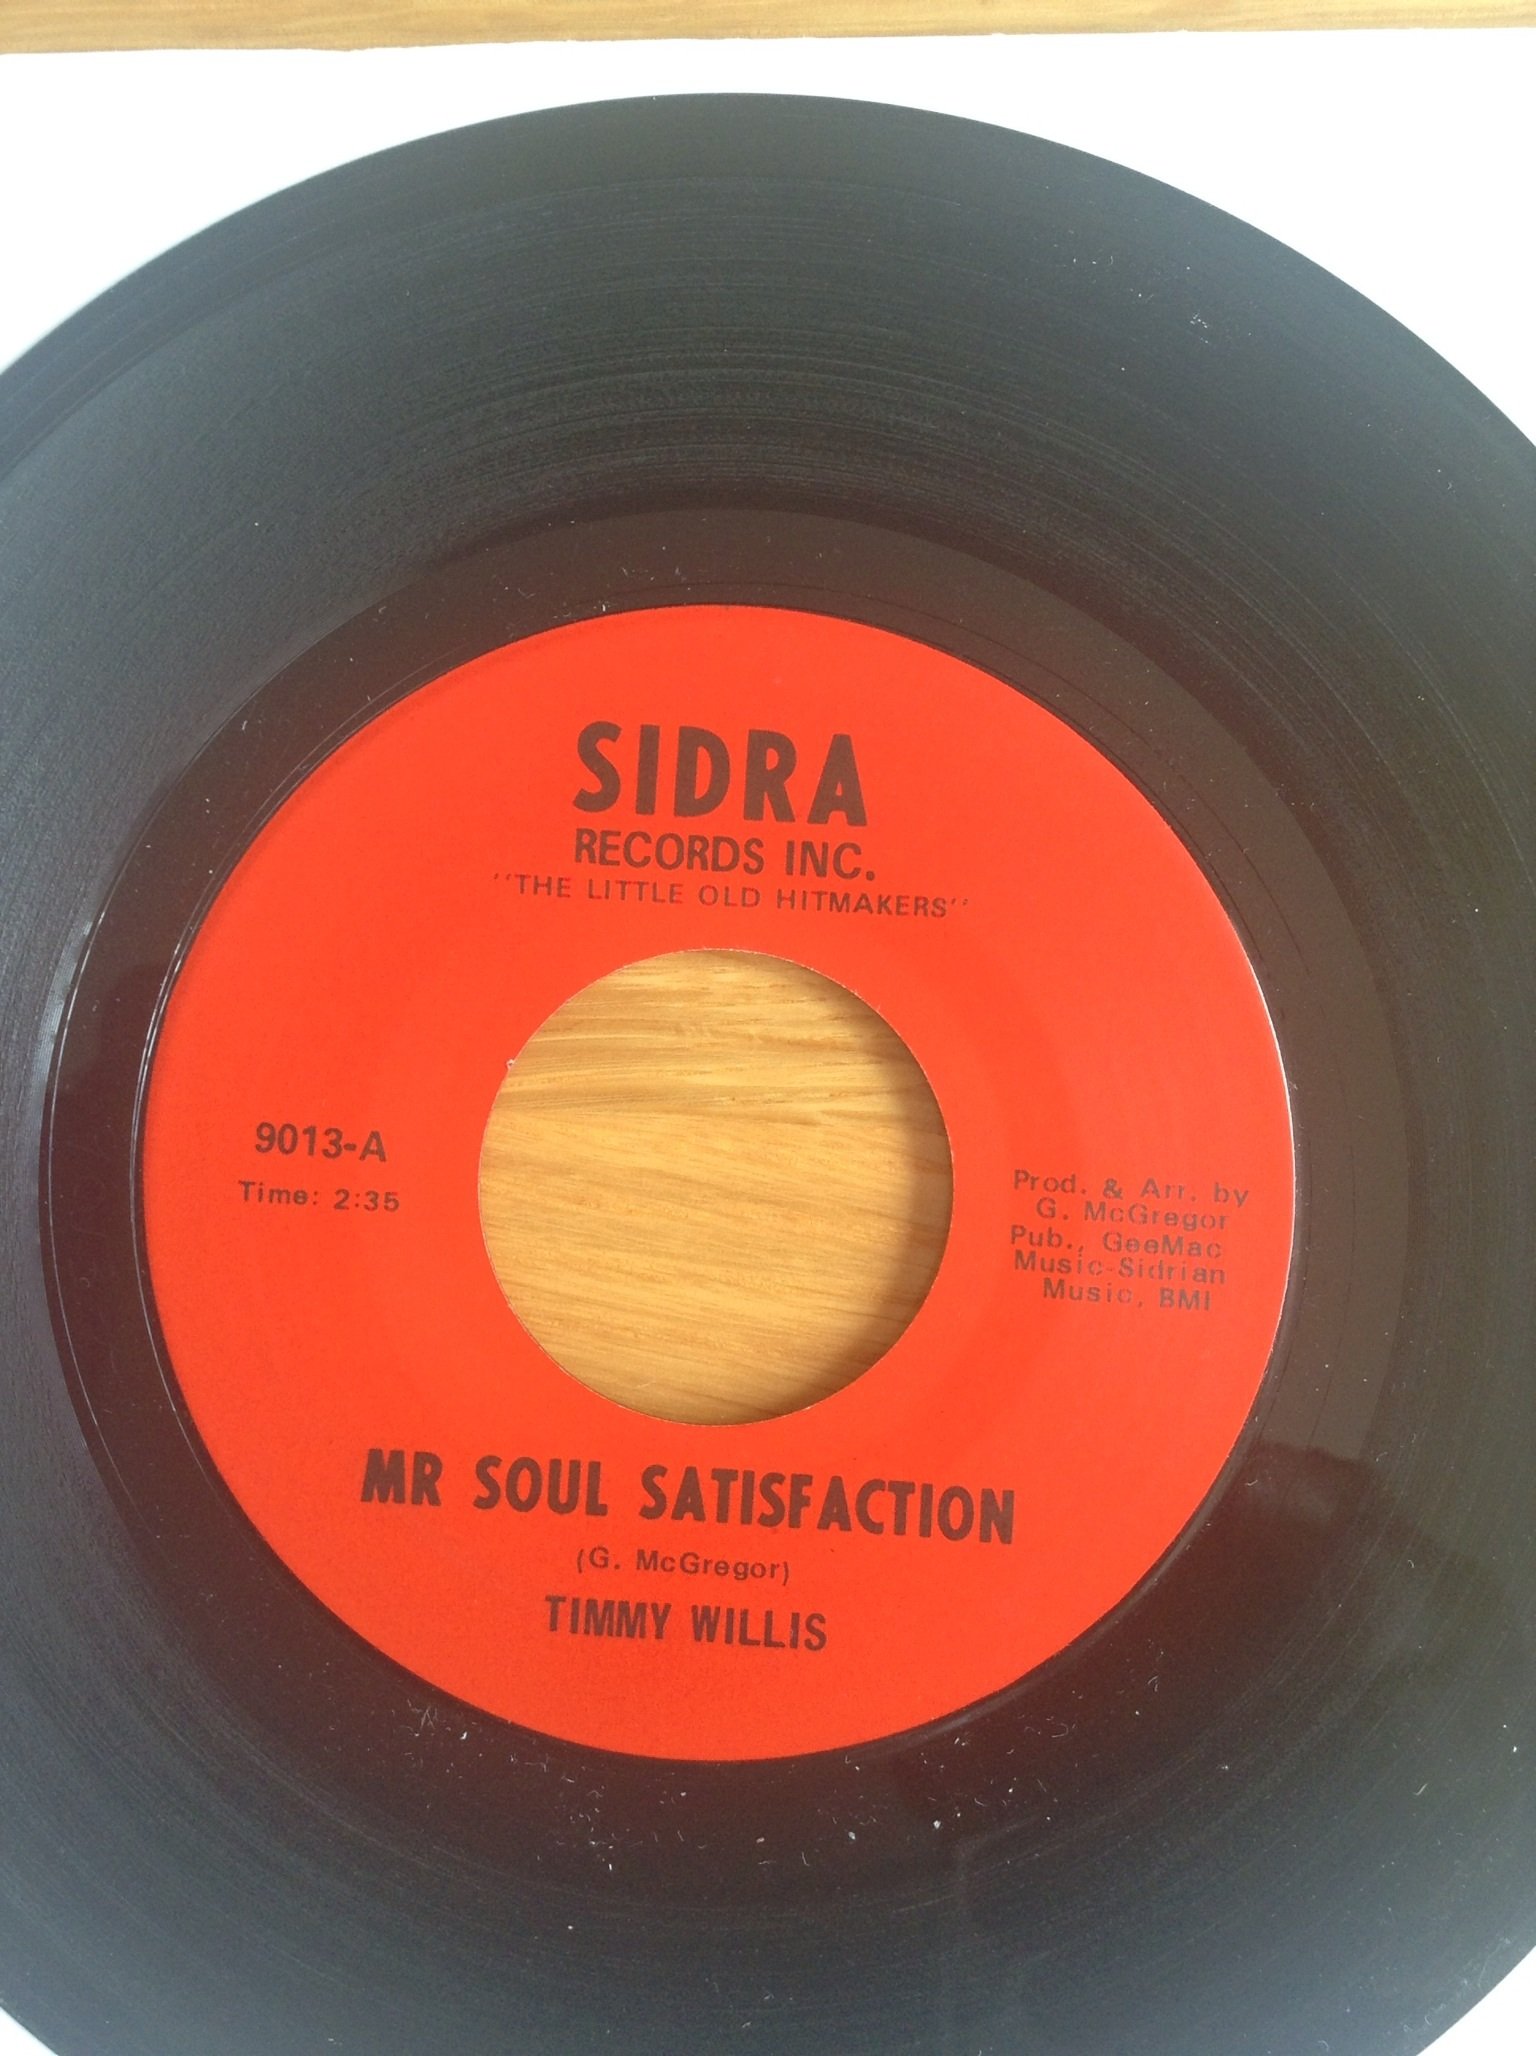 SIDRA
RECORDS INC.
"THE LITTLE OLD HITMAKERS"
9013-A
Time: 2:35
Prod. & Arr. by
G. McGregor
Pub., GeeMac
Music-Sidrian
Music, BMI
MR SOUL SATISFACTION
(G. McGregor)
TIMMY WILLIS